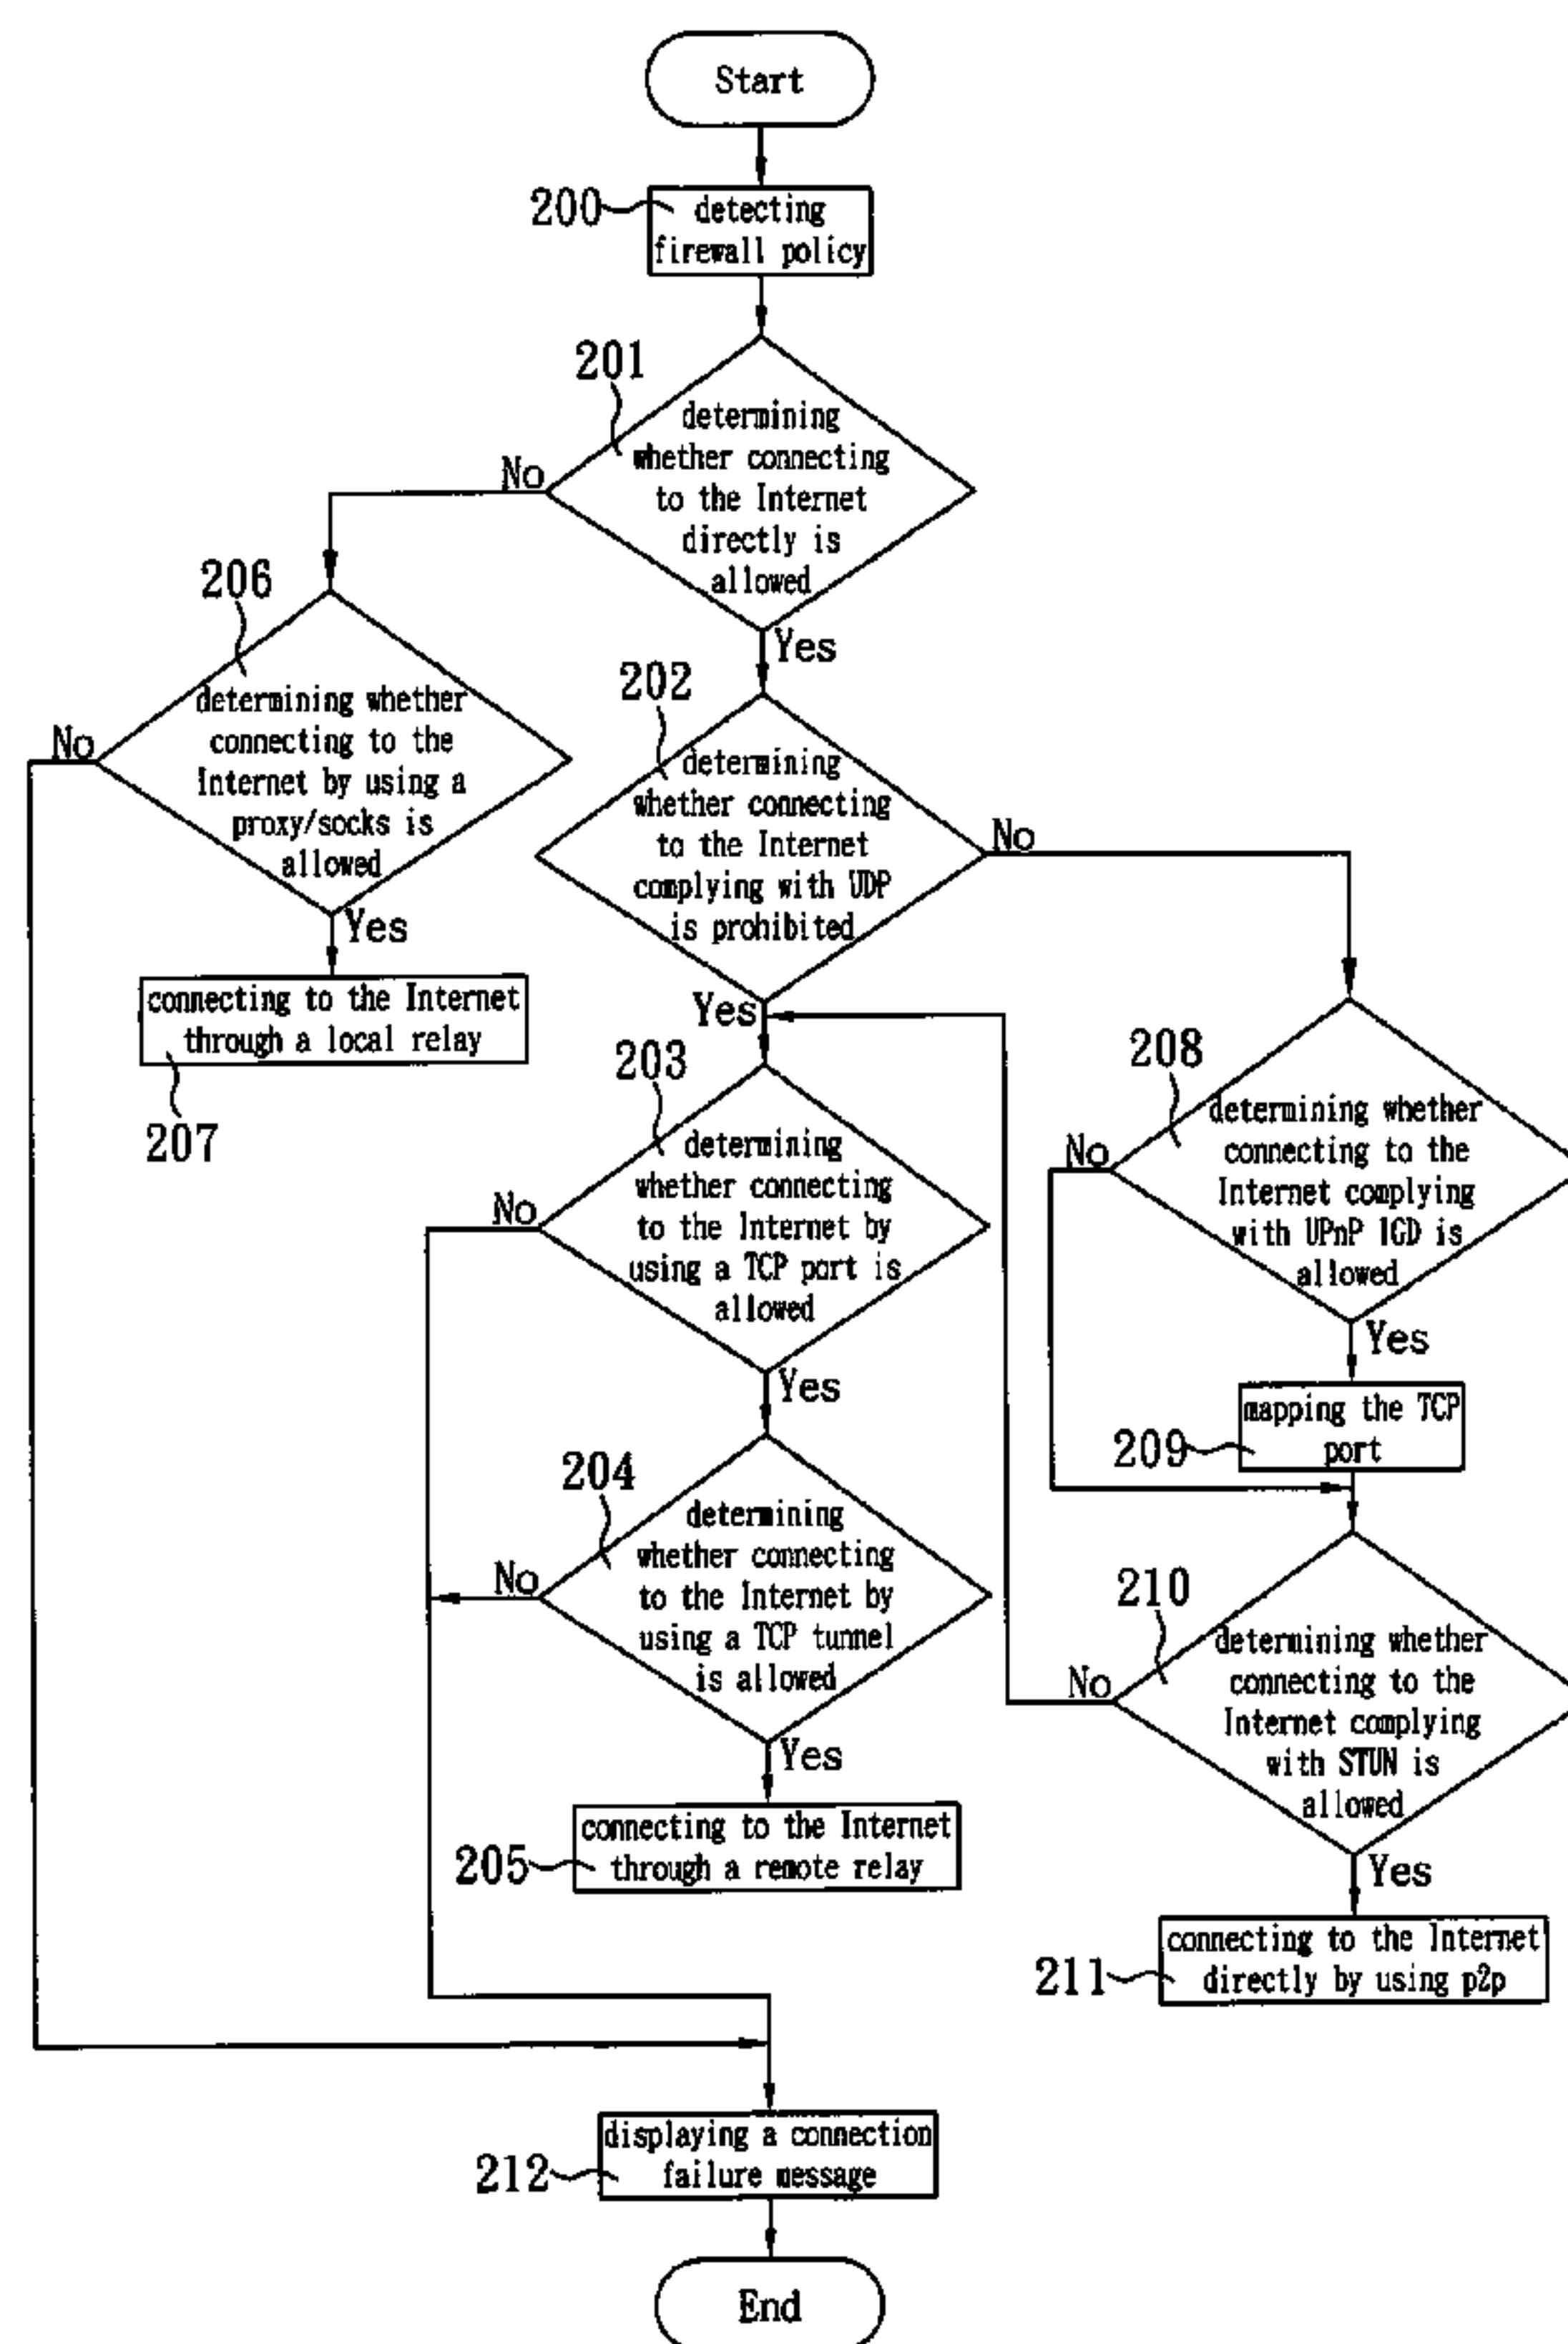 Start
200
detecting
firewall policy
201
determining
whether connecting
to the Internet
directly is
allowed
No
Yes
206
determining whether
connecting to the
Internet by using a
proxy/socks is
allowed
No
Yes
connecting to the Internet
through a local relay
207
202
determining
whether connecting
to the Internet
complying with UDP
is prohibited
No
Yes
203
determining
whether connecting
to the Internet by
using a TCP port is
allowed
No
Yes
204
determining
whether connecting
to the Internet by
using a TCP tunnel
is allowed
No
Yes
205
connecting to the Internet
through a remote relay
208
determining whether
connecting to the
Internet complying
with UPnP IGD is
allowed
No
Yes
209
mapping the TCP
port
210
determining whether
connecting to the
Internet complying
with STUN is
allowed
No
Yes
211
connecting to the Internet
directly by using p2p
212
displaying a connection
failure message
End